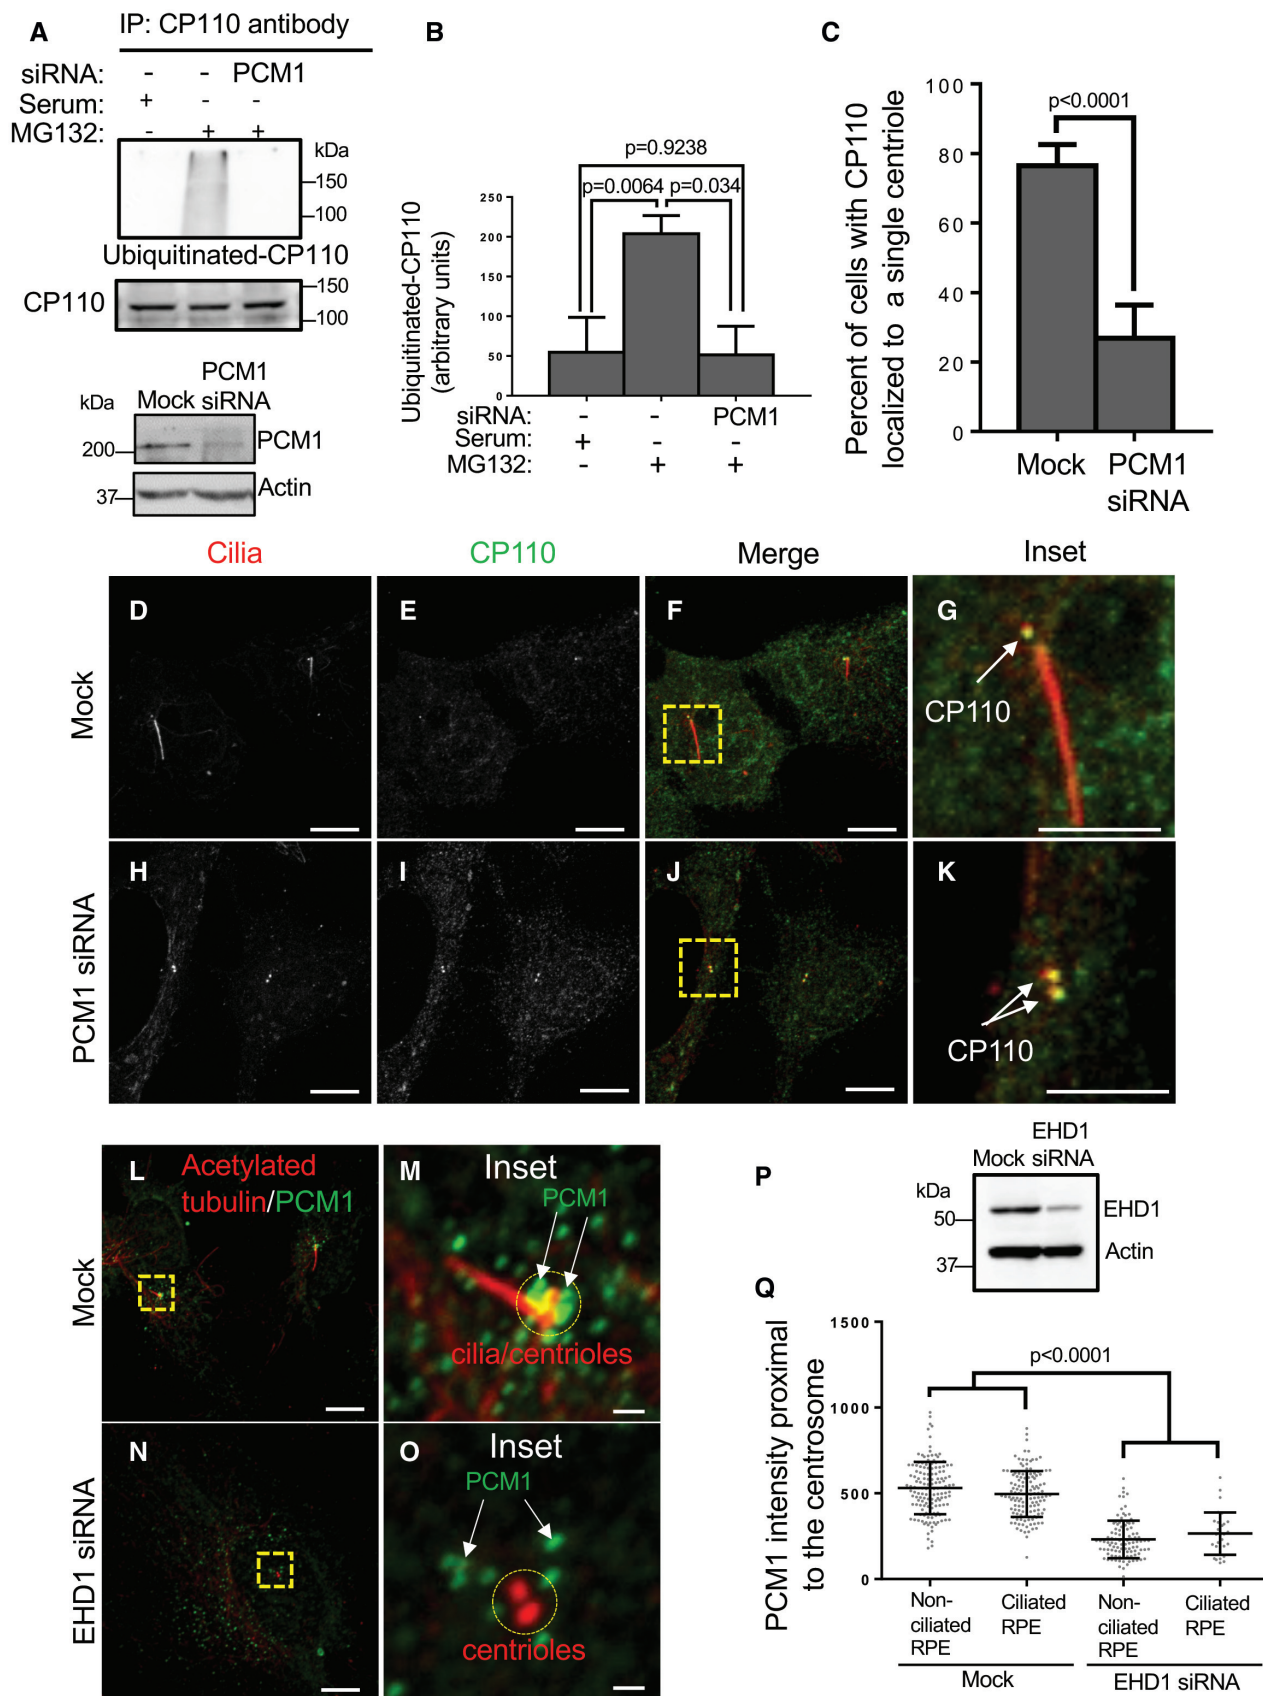 A
IP: CP110 antibody
siRNA: - - PCM1
Serum: + - -
MG132: - + +
kDa
150
100
Ubiquitinated-CP110
CP110
150
100
kDa
Mock PCM1 siRNA
200
PCM1
37
Actin
B
p=0.9238
p=0.0064 p=0.034
Ubiquitinated-CP110
(arbitrary units)
250
200
150
100
50
0
siRNA: - - PCM1
Serum: + - -
MG132: - + +
C
p<0.0001
Percent of cells with CP110
localized to a single centriole
100
80
60
40
20
0
Mock
PCM1
siRNA
Cilia
CP110
Merge
Inset
Mock
D
E
F
G
CP110
PCM1 siRNA
H
I
J
K
CP110
Mock
L
Acetylated
tubulin/PCM1
M
Inset
PCM1
cilia/centrioles
EHD1 siRNA
N
O
Inset
PCM1
centrioles
P
EHD1
Mock siRNA
kDa
50
EHD1
37
Actin
Q
PCM1 intensity proximal
to the centrosome
1500
1000
500
0
p<0.0001
Non-
ciliated
RPE
Ciliated
RPE
Non-
ciliated
RPE
Ciliated
RPE
Mock
EHD1 siRNA